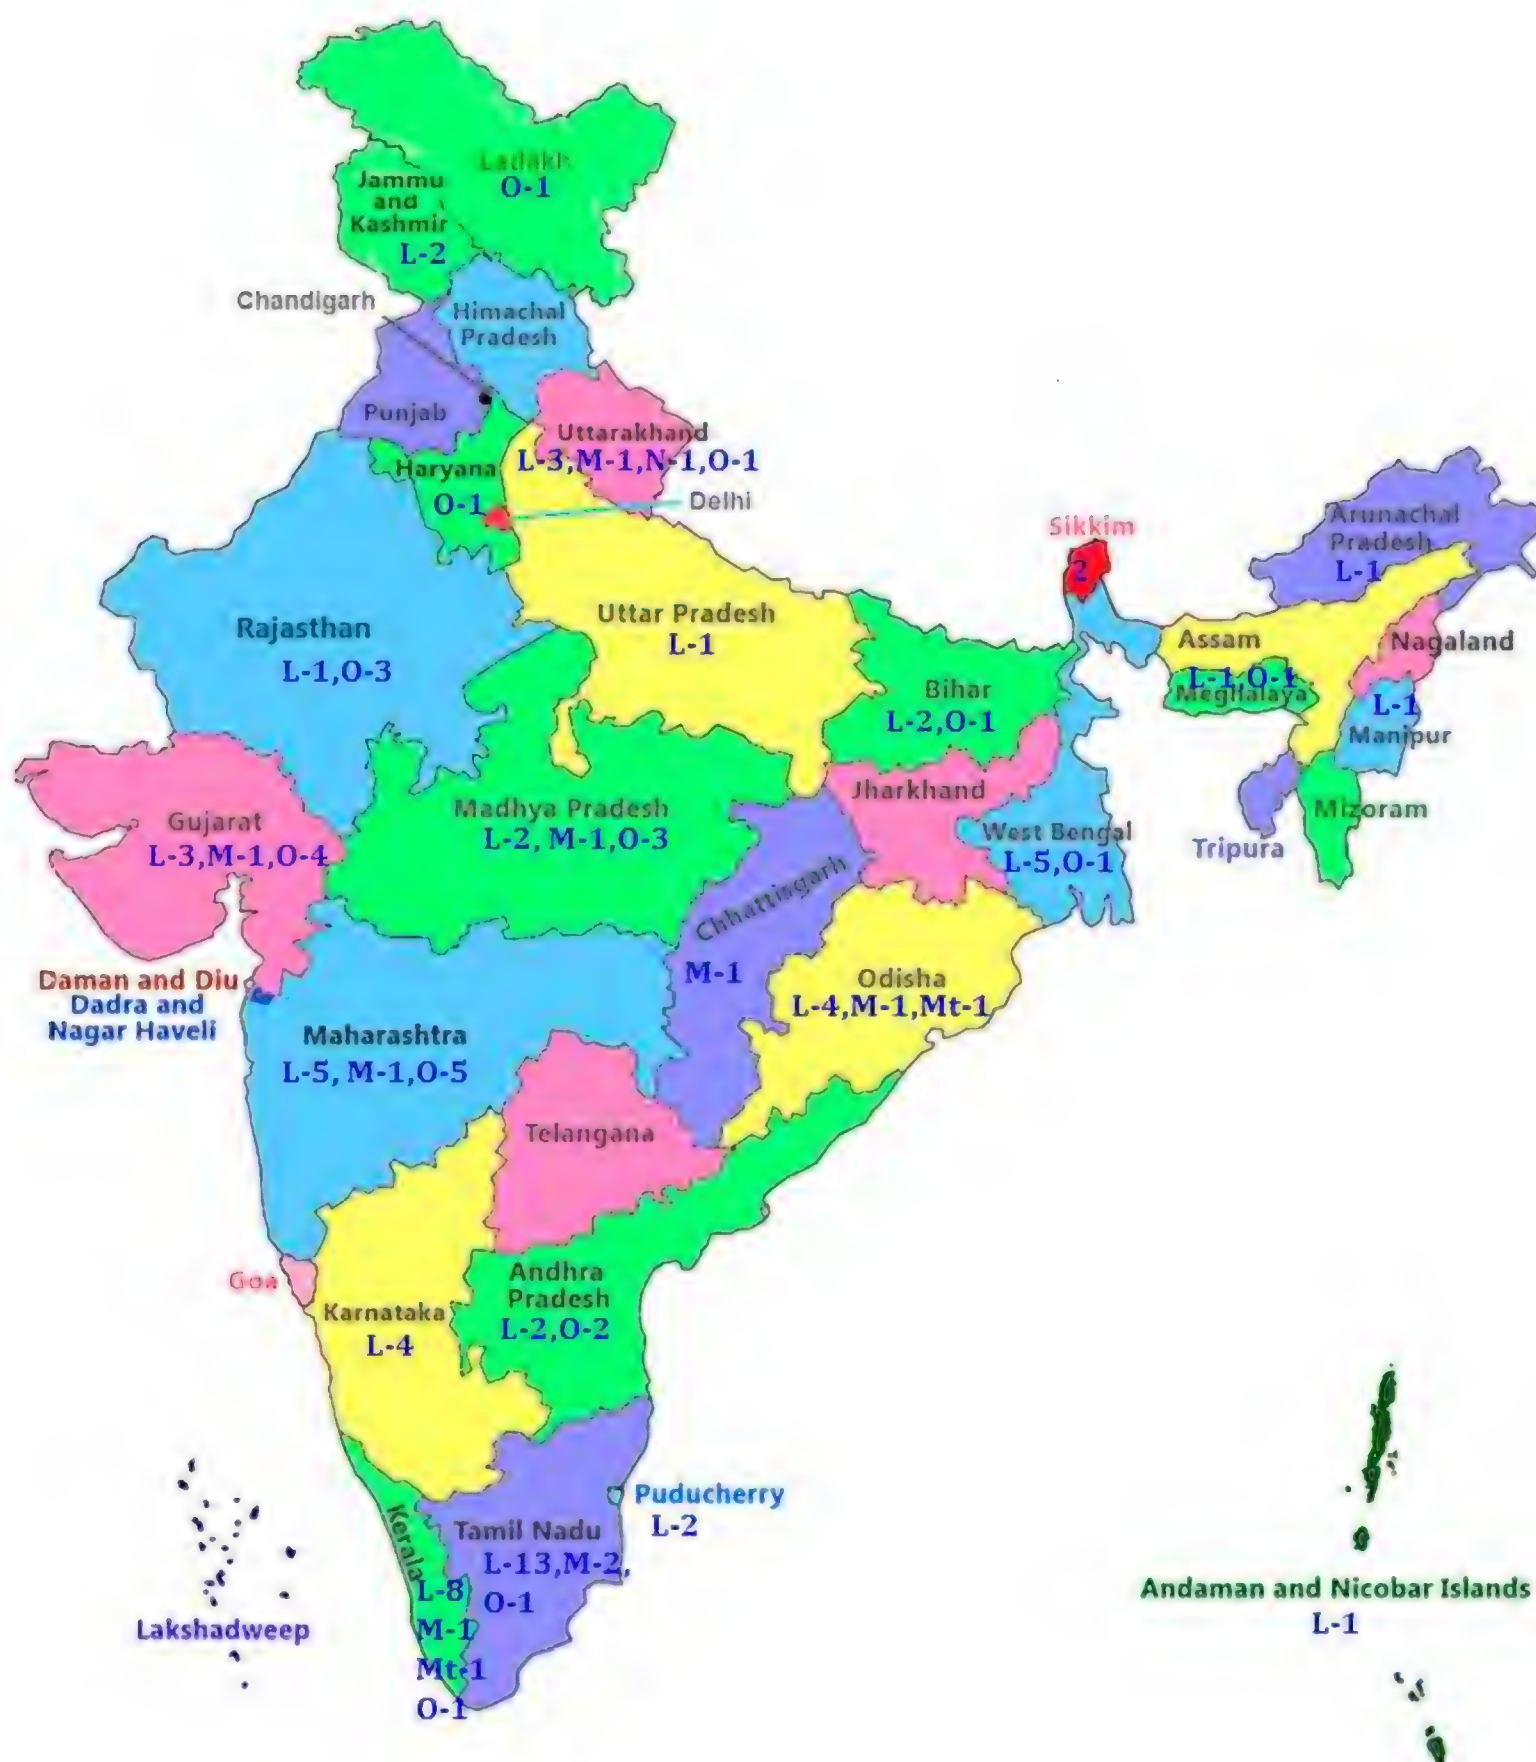 Ladakh
O-1
Jammu
and
Kashmir
L-2
Chandigarh
Himachal
Pradesh
Punjab
Uttarakhand
L-3,M-1,N-1,O-1
Haryana
O-1
Delhi
Sikkim
2
Arunachal
Pradesh
L-1
Rajasthan
L-1,O-3
Uttar Pradesh
L-1
Assam
L-1,O-1
Meghalaya
Nagaland
L-1
Manipur
Bihar
L-2,O-1
Jharkhand
Gujarat
L-3,M-1,O-4
Madhya Pradesh
L-2, M-1,O-3
West Bengal
L-5,O-1
Tripura
Mizoram
Chhattisgarh
M-1
Odisha
L-4,M-1,Mt-1
Daman and Diu
Dadra and
Nagar Haveli
Maharashtra
L-5, M-1,O-5
Telangana
Goa
Karnataka
L-4
Andhra
Pradesh
L-2,O-2
Puducherry
L-2
Kerala
L-8
M-1
Mt-1
O-1
Tamil Nadu
L-13,M-2,
O-1
Lakshadweep
Andaman and Nicobar Islands
L-1